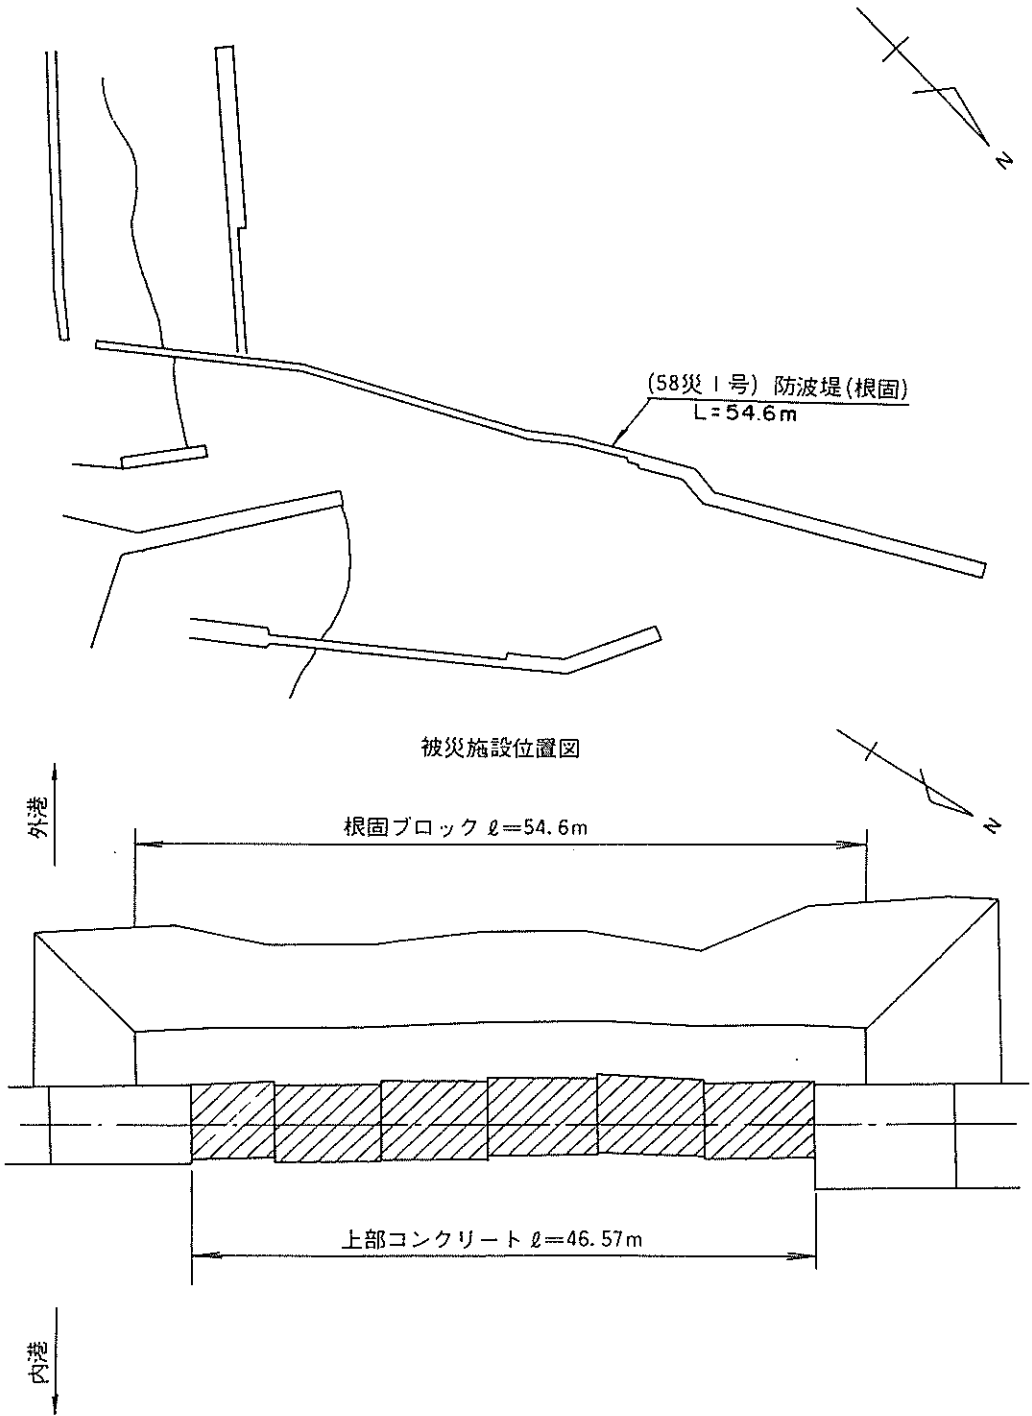 N
(58災1号) 防波堤(根固)
L=54.6m
被災施設位置図
N
外港
根固ブロック ℓ=54.6m
上部コンクリート ℓ=46.57m
内港